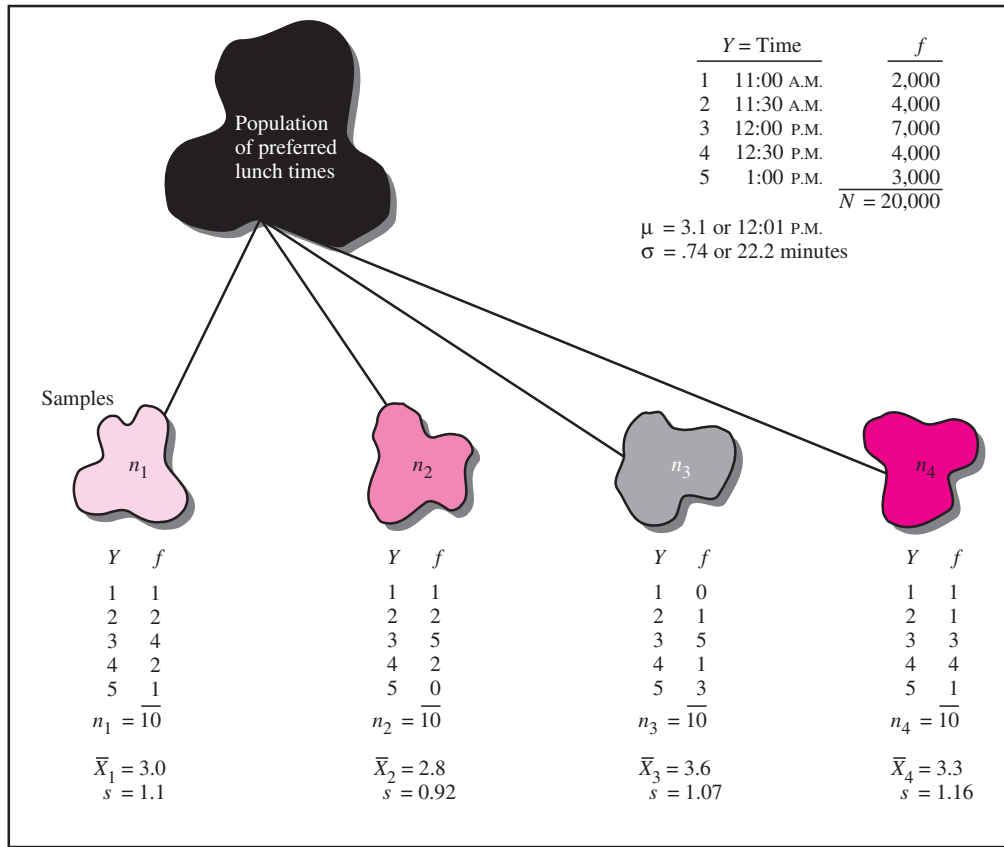 Population
of preferred
lunch times
Y = Time f
1 11:00 A.M. 2,000
2 11:30 A.M. 4,000
3 12:00 P.M. 7,000
4 12:30 P.M. 4,000
5 1:00 P.M. 3,000
N = 20,000
μ = 3.1 or 12:01 P.M.
σ = .74 or 22.2 minutes
Samples
n₁ n₂ n₃ n₄
Y f Y f Y f Y f
1 1 1 1 1 0 1 1
2 2 2 2 2 1 2 1
3 4 3 5 3 5 3 3
4 2 4 2 4 1 4 4
5 1 5 0 5 3 5 1
n₁ = 10 n₂ = 10 n₃ = 10 n₄ = 10
X̄₁ = 3.0 X̄₂ = 2.8 X̄₃ = 3.6 X̄₄ = 3.3
s = 1.1 s = 0.92 s = 1.07 s = 1.16